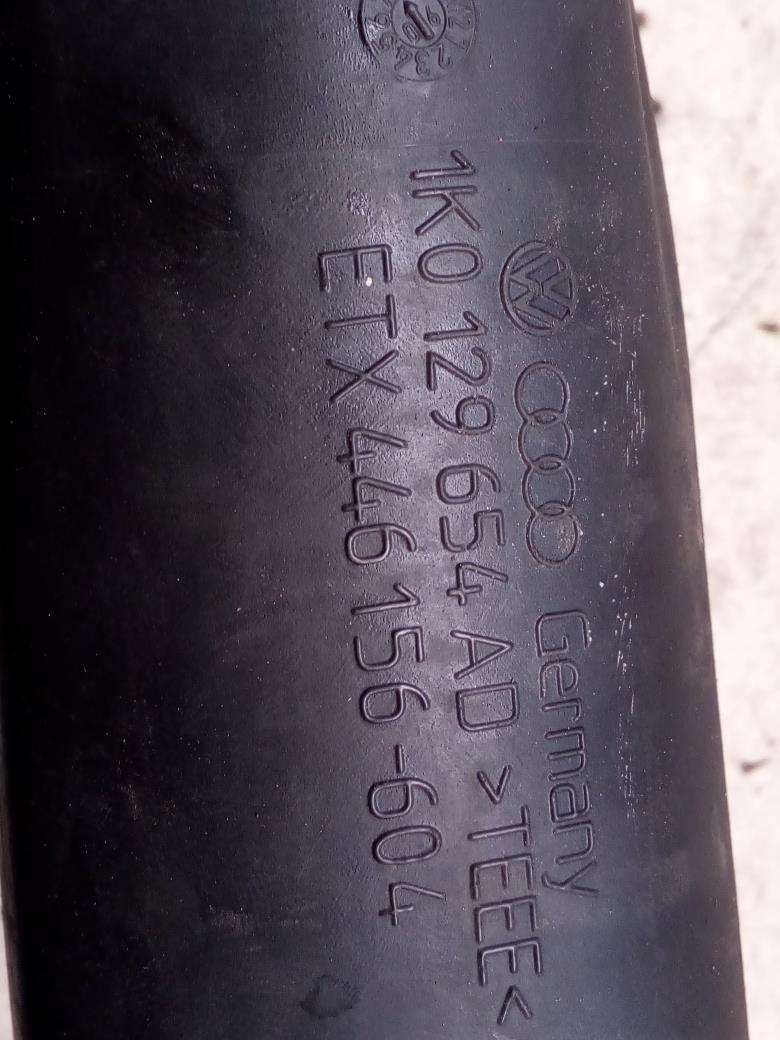 Germany
1K0 129 654 AD >TEEE<
ETX 446 156-604